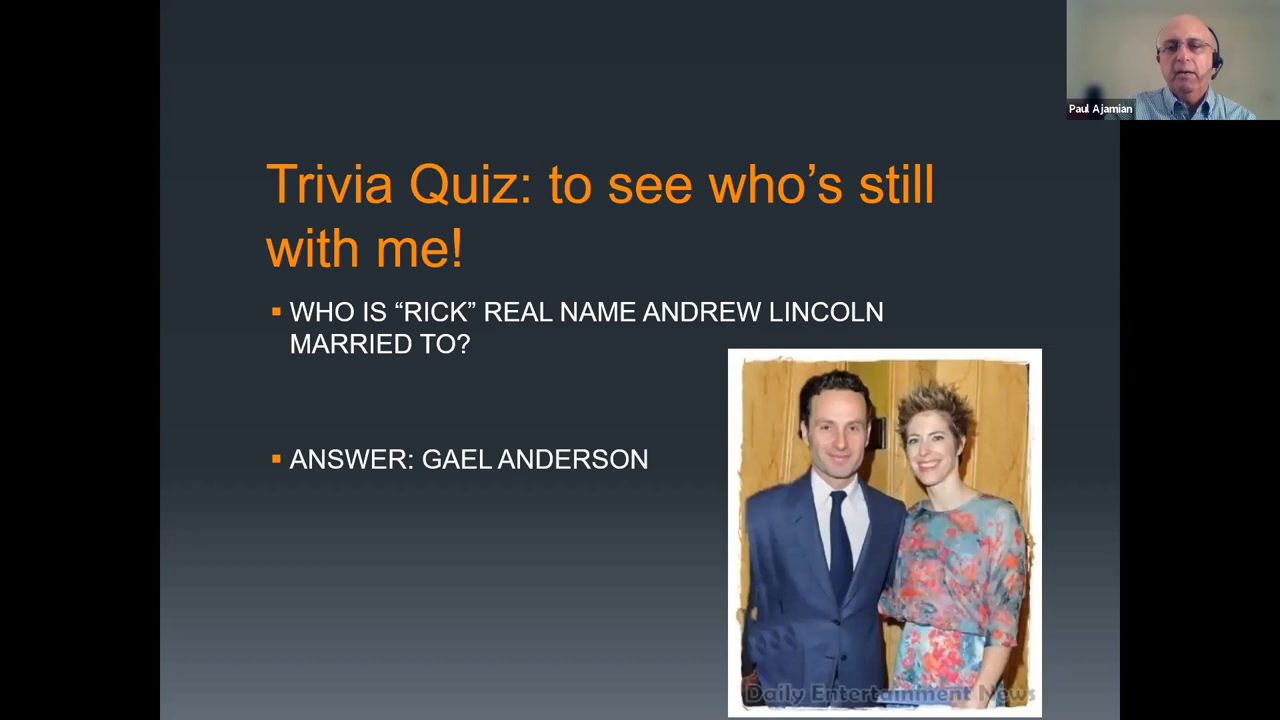 Paul Ajamian
Trivia Quiz: to see who’s still
with me!
▪ WHO IS “RICK” REAL NAME ANDREW LINCOLN
MARRIED TO?
▪ ANSWER: GAEL ANDERSON
Daily Entertainment News